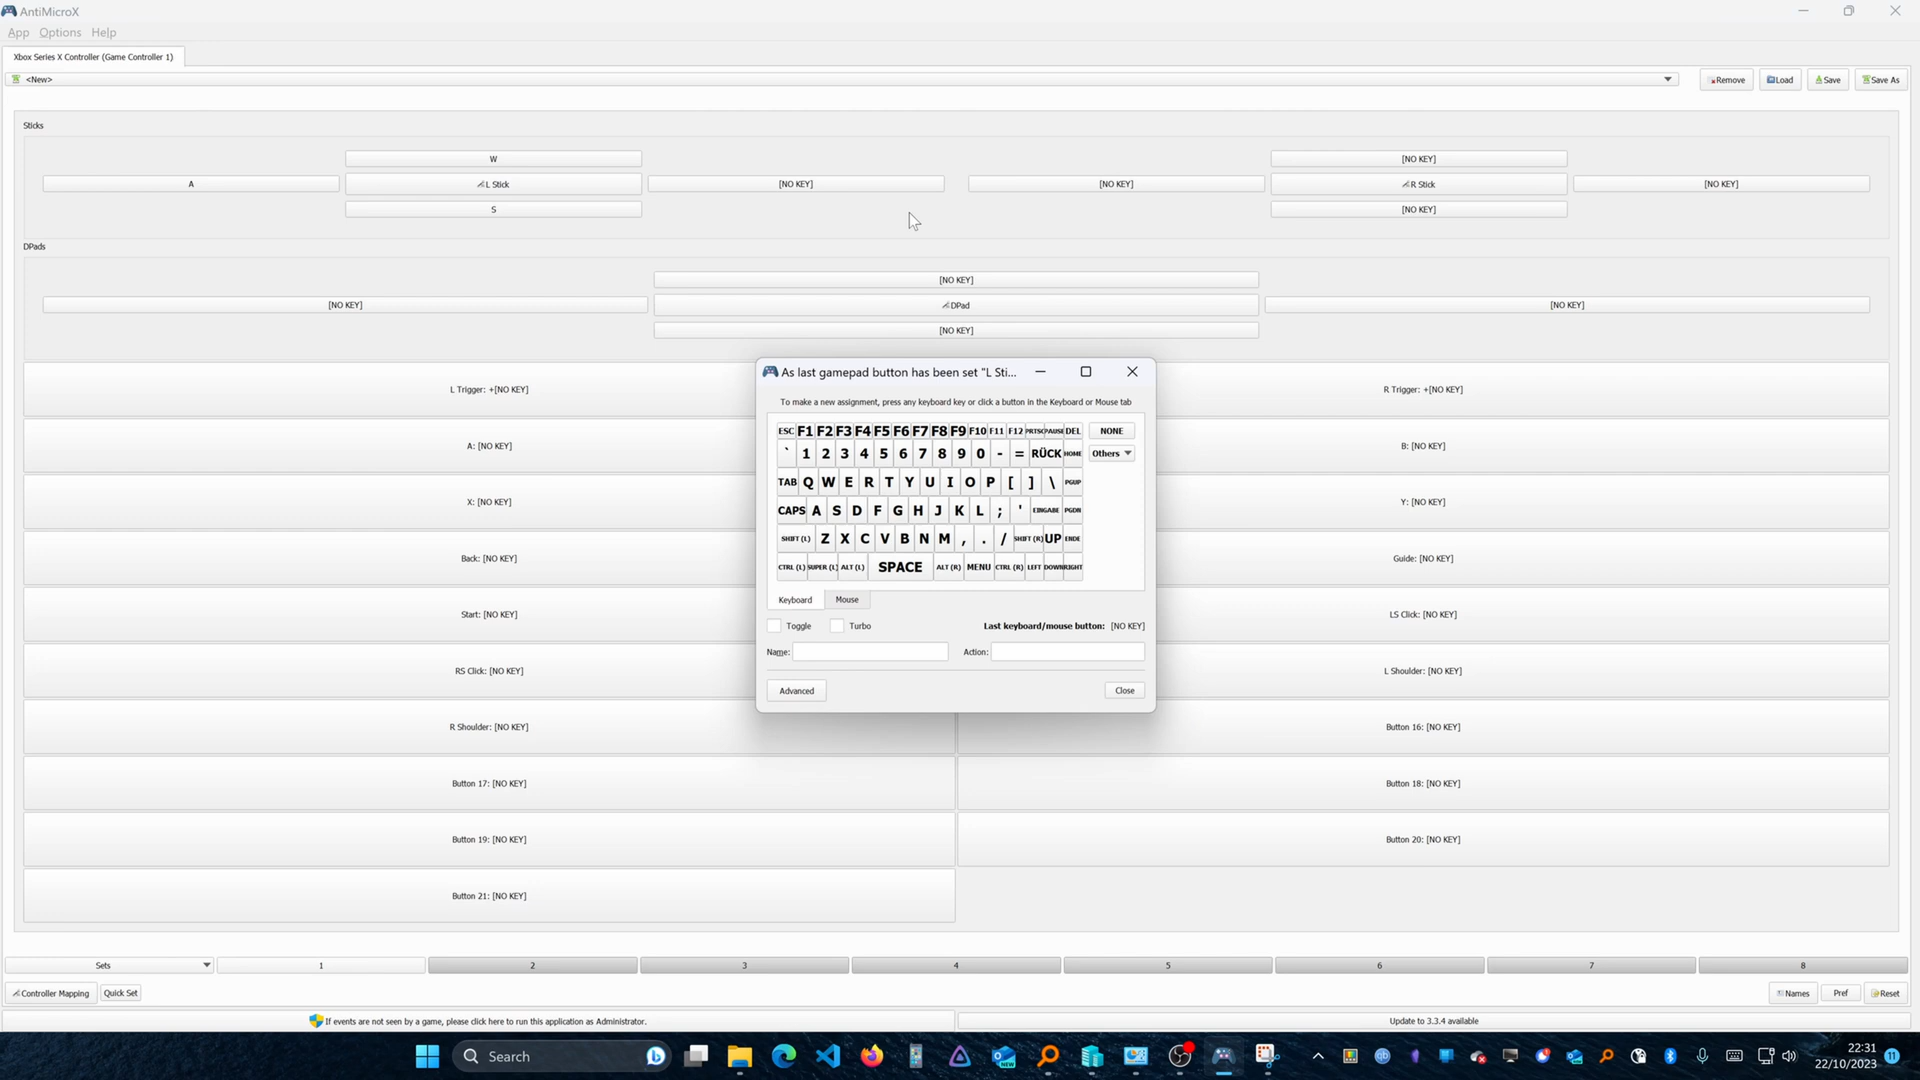 AntiMicroX
App Options Help
Xbox Series X Controller (Game Controller 1)
<New> Remove Load Save Save As
Sticks
W [NO KEY]
A L Stick [NO KEY] [NO KEY] R Stick [NO KEY]
S [NO KEY]
DPads
[NO KEY]
[NO KEY] DPad [NO KEY]
[NO KEY]
L Trigger: +[NO KEY] R Trigger: +[NO KEY]
A: [NO KEY] B: [NO KEY]
X: [NO KEY] Y: [NO KEY]
Back: [NO KEY] Guide: [NO KEY]
Start: [NO KEY] LS Click: [NO KEY]
RS Click: [NO KEY] L Shoulder: [NO KEY]
R Shoulder: [NO KEY] Button 16: [NO KEY]
Button 17: [NO KEY] Button 18: [NO KEY]
Button 19: [NO KEY] Button 20: [NO KEY]
Button 21: [NO KEY]
As last gamepad button has been set "L Sti...
To make a new assignment, press any keyboard key or click a button in the Keyboard or Mouse tab
ESC F1 F2 F3 F4 F5 F6 F7 F8 F9 F10 F11 F12 PRTSC PAUSE DEL NONE
` 1 2 3 4 5 6 7 8 9 0 - = RÜCK HOME Others
TAB Q W E R T Y U I O P [ ] \ PGUP
CAPS A S D F G H J K L ; ' EINGABE PGDN
SHIFT (L) Z X C V B N M , . / SHIFT (R) UP ENDE
CTRL (L) SUPER (L) ALT (L) SPACE ALT (R) MENU CTRL (R) LEFT DOWN RIGHT
Keyboard Mouse
Toggle Turbo Last keyboard/mouse button: [NO KEY]
Name: Action:
Advanced Close
Sets 1 2 3 4 5 6 7 8
Controller Mapping Quick Set Names Pref Reset
If events are not seen by a game, please click here to run this application as Administrator. Update to 3.3.4 available
Search 22:31
22/10/2023 11